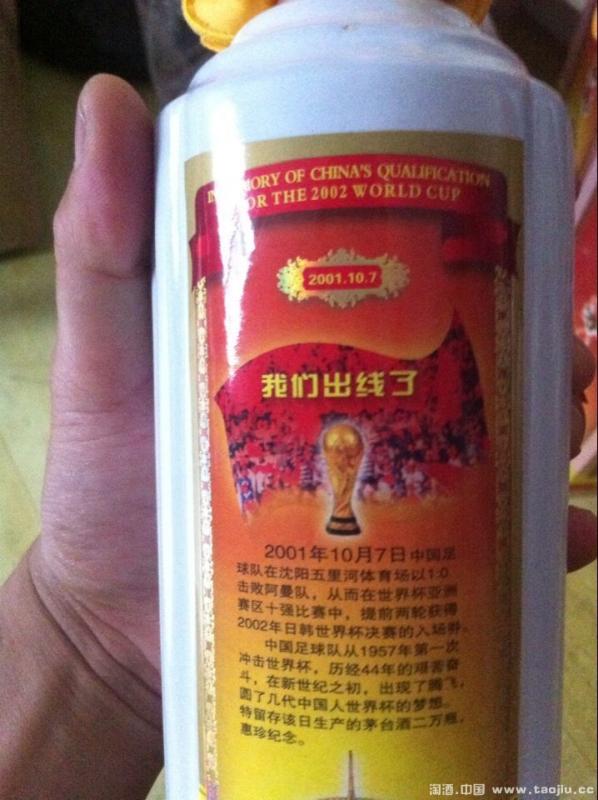 IN MEMORY OF CHINA'S QUALIFICATION
FOR THE 2002 WORLD CUP
2001.10.7
我们出线了
2001年10月7日中国足
球队在沈阳五里河体育场以1:0
击败阿曼队，从而在世界杯亚洲
赛区十强比赛中，提前两轮获得
2002年日韩世界杯决赛的入场券。
中国足球队从1957年第一次
冲击世界杯，历经44年的艰苦奋
斗，在新世纪之初，出现了腾飞，
圆了几代中国人世界杯的梦想。
特留存该日生产的茅台酒二万瓶，
惠珍纪念。
淘酒.中国 www.taojiu.cc